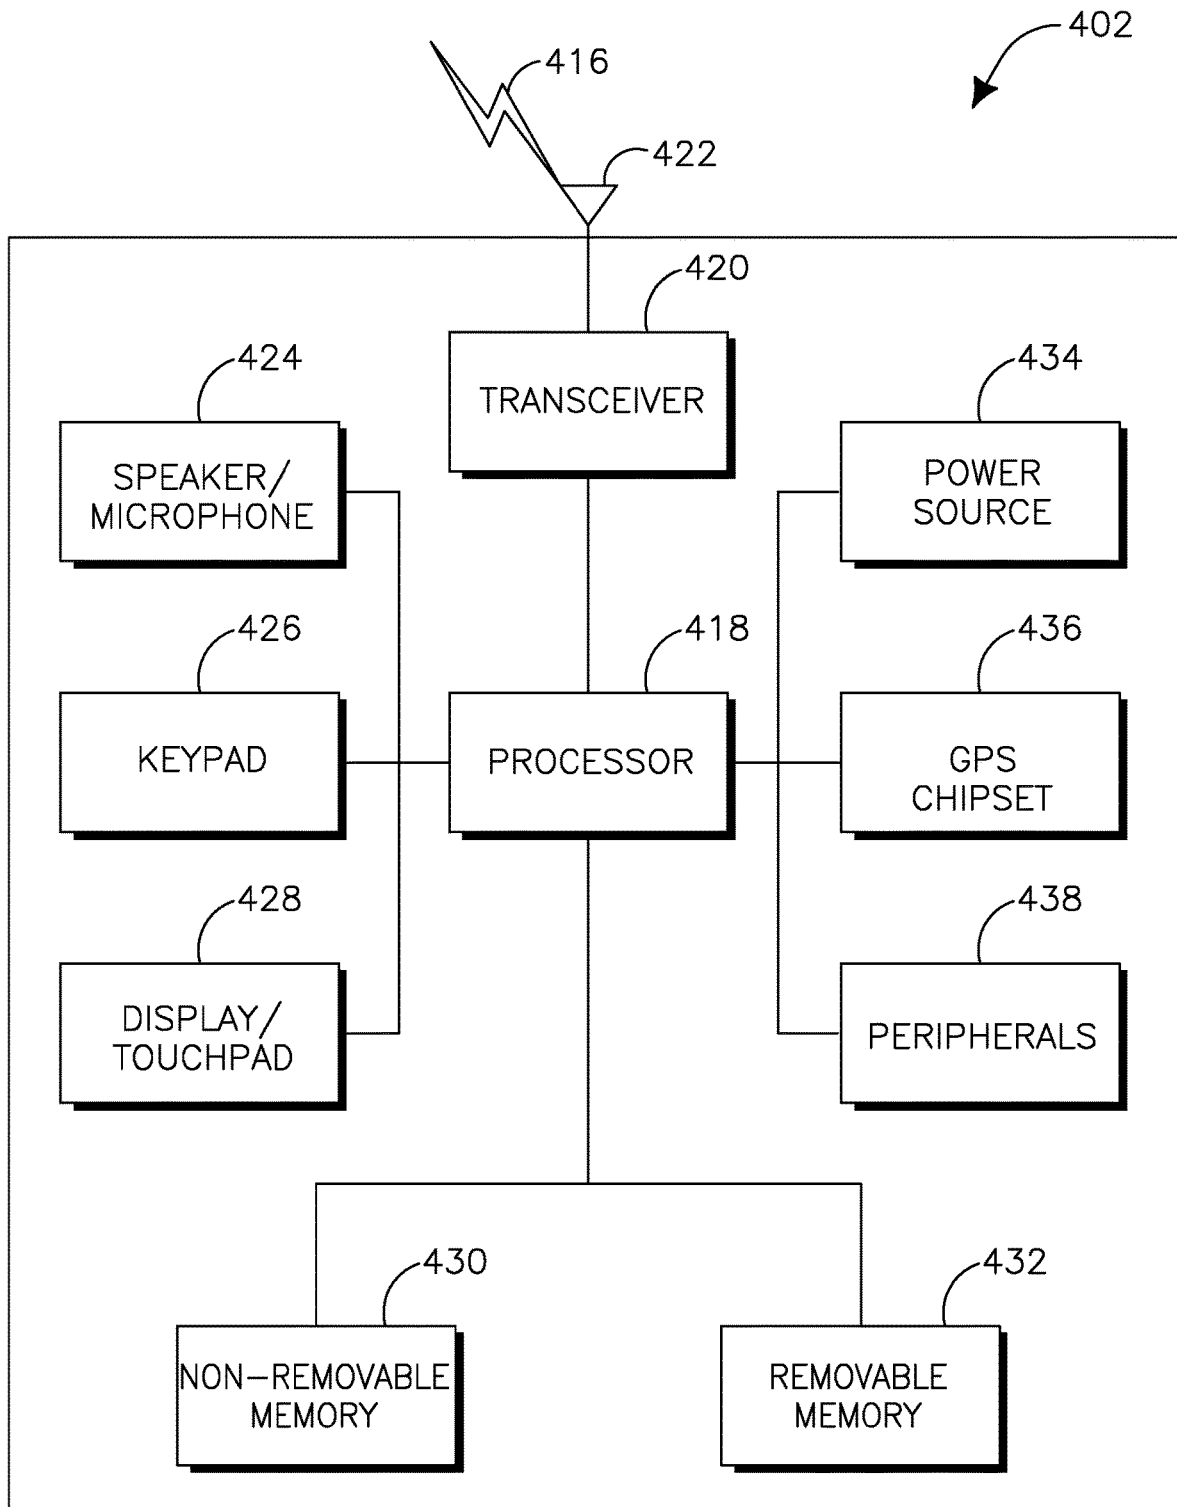 402
416
422
420
TRANSCEIVER
424
SPEAKER/
MICROPHONE
434
POWER
SOURCE
426
KEYPAD
418
PROCESSOR
436
GPS
CHIPSET
428
DISPLAY/
TOUCHPAD
438
PERIPHERALS
430
NON-REMOVABLE
MEMORY
432
REMOVABLE
MEMORY